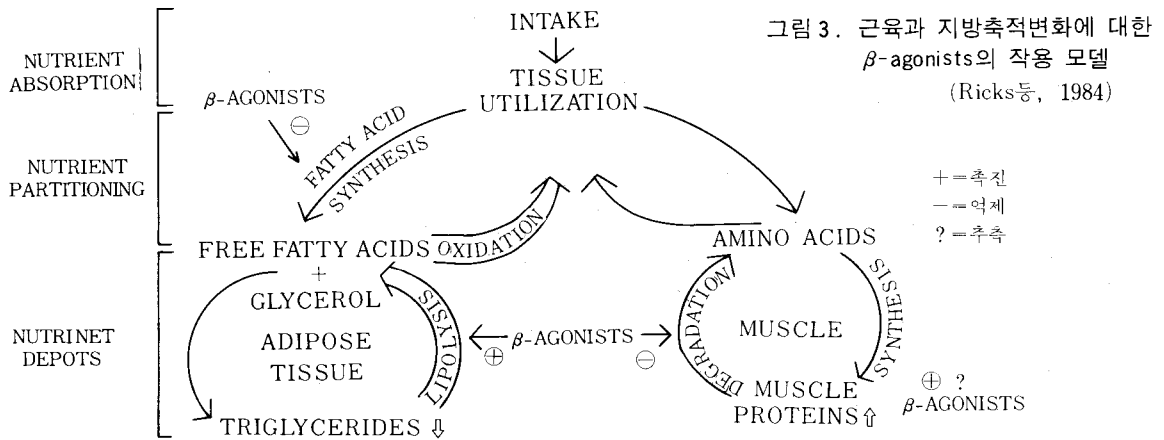 그림 3. 근육과 지방축적변화에 대한
β-agonists의 작용 모델
(Ricks등, 1984)
INTAKE
NUTRIENT
ABSORPTION
TISSUE
UTILIZATION
β-AGONISTS
⊖
FATTY ACID
SYNTHESIS
NUTRIENT
PARTITIONING
+=촉진
-=억제
?=추측
FREE FATTY ACIDS
OXIDATION
AMINO ACIDS
+
GLYCEROL
LIPOLYSIS
ADIPOSE
TISSUE
NUTRINET
DEPOTS
⊕
β-AGONISTS
⊖
DEGRADATION
MUSCLE
SYNTHESIS
TRIGLYCERIDES ⇩
MUSCLE
PROTEINS ⇧
⊕ ?
β-AGONISTS